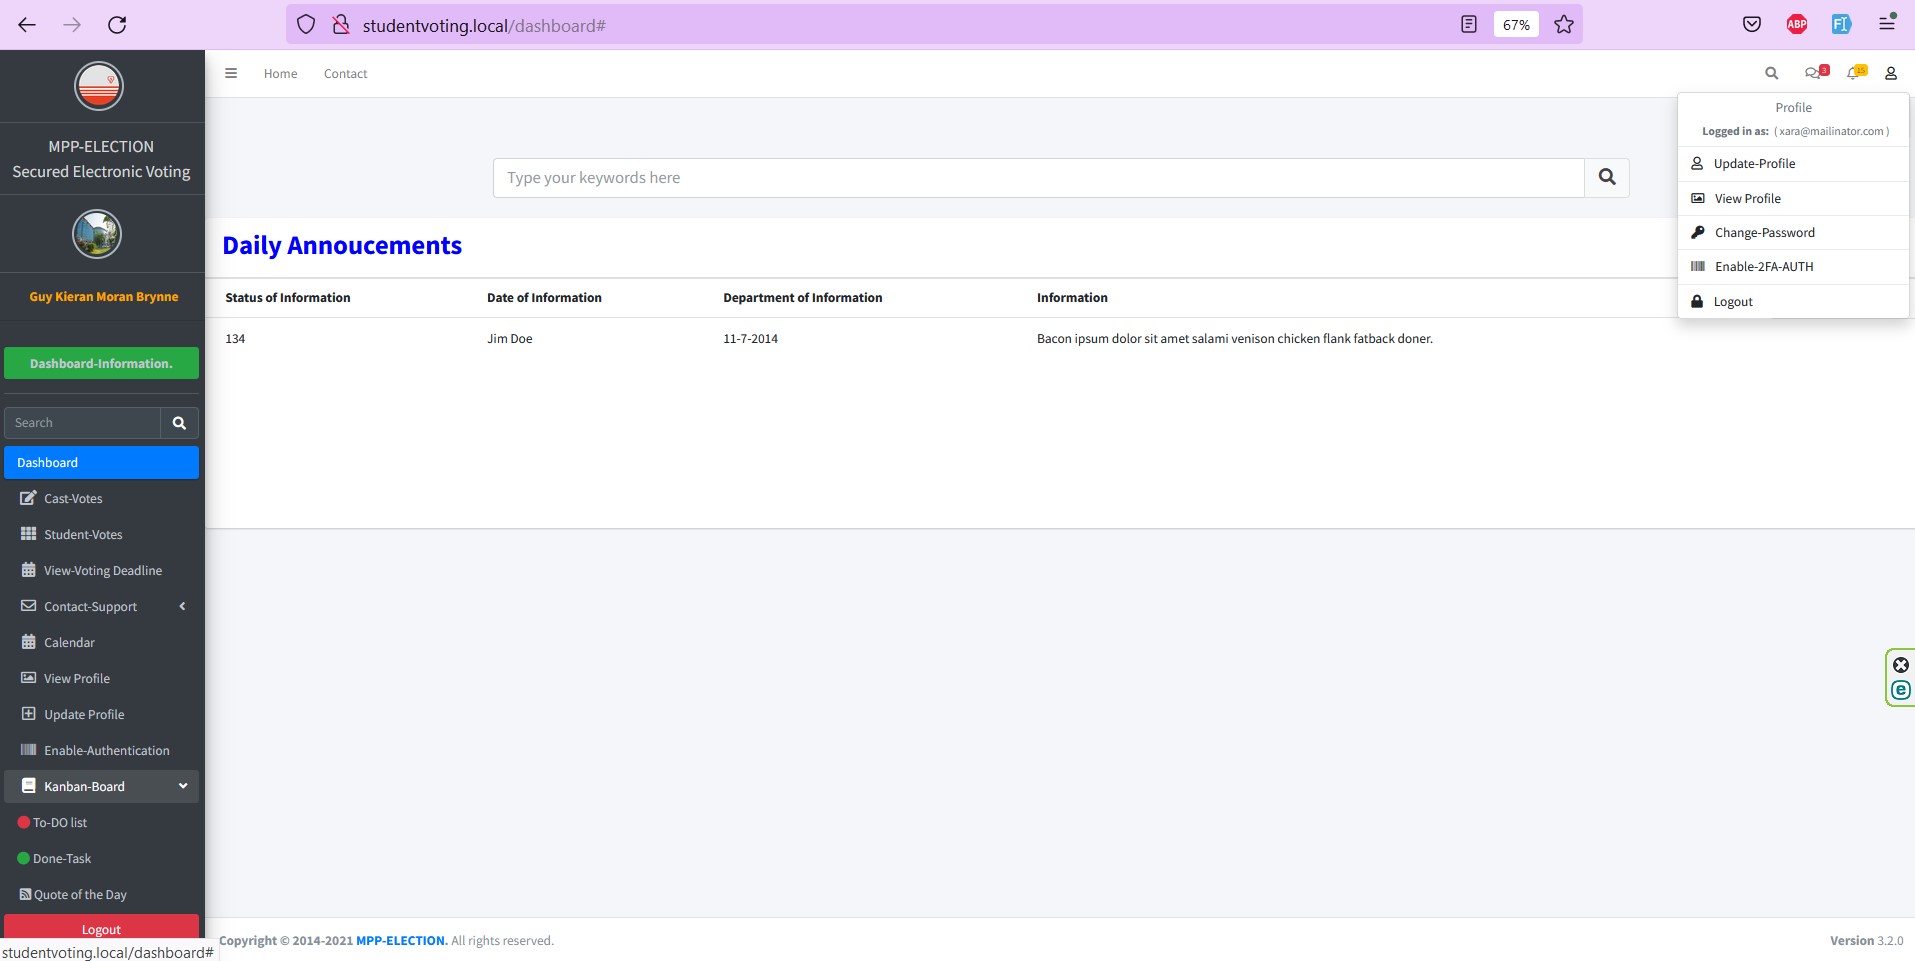 studentvoting.local/dashboard#
67%
ABP
MPP-ELECTION
Secured Electronic Voting
Guy Kieran Moran Brynne
Dashboard-Information.
Search
Dashboard
Cast-Votes
Student-Votes
View-Voting Deadline
Contact-Support
Calendar
View Profile
Update Profile
Enable-Authentication
Kanban-Board
To-DO list
Done-Task
Quote of the Day
Logout
studentvoting.local/dashboard#
Home Contact
3
15
Profile
Logged in as: ( xara@mailinator.com )
Update-Profile
View Profile
Change-Password
Enable-2FA-AUTH
Logout
Type your keywords here
Daily Annoucements
Status of Information Date of Information Department of Information Information
134 Jim Doe 11-7-2014 Bacon ipsum dolor sit amet salami venison chicken flank fatback doner.
Copyright © 2014-2021 MPP-ELECTION. All rights reserved.
Version 3.2.0